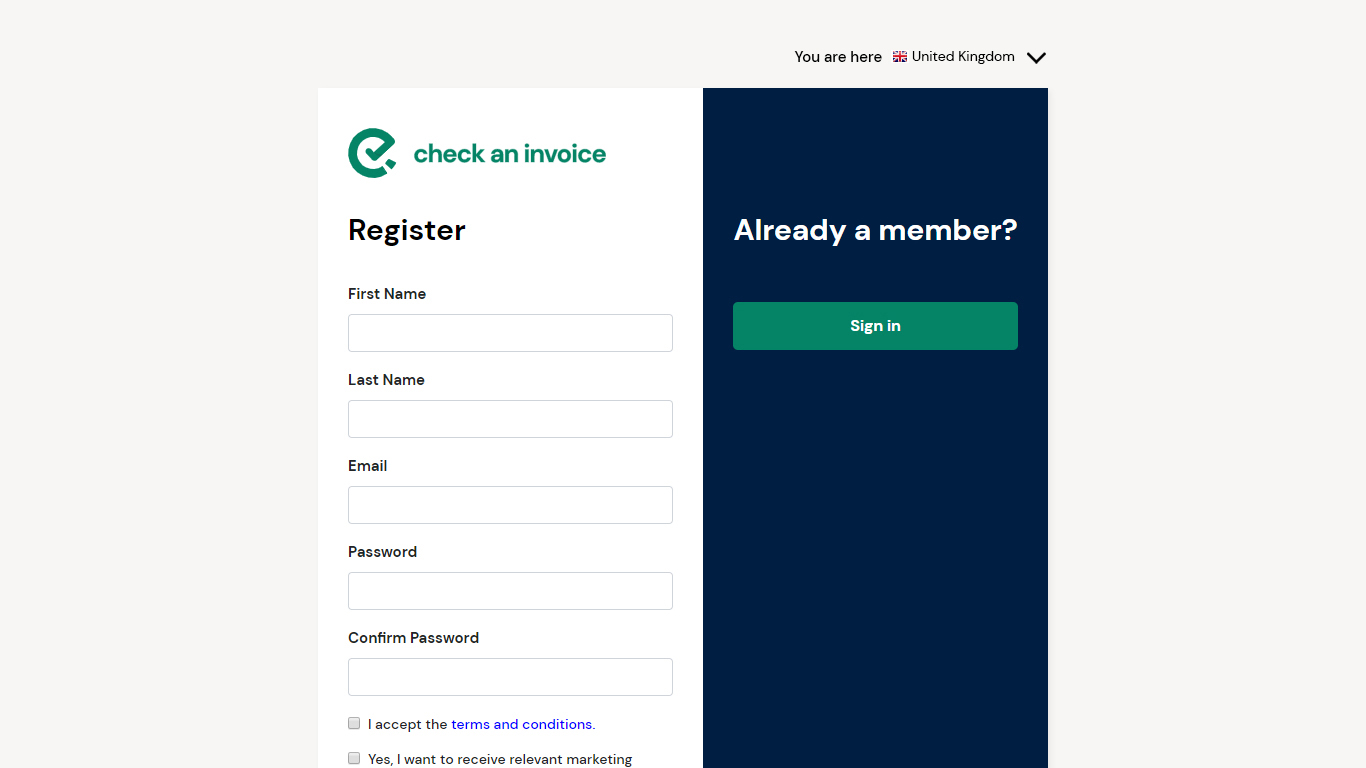 You are here United Kingdom
check an invoice
Register
First Name
Last Name
Email
Password
Confirm Password
I accept the terms and conditions.
Yes, I want to receive relevant marketing
Already a member?
Sign in